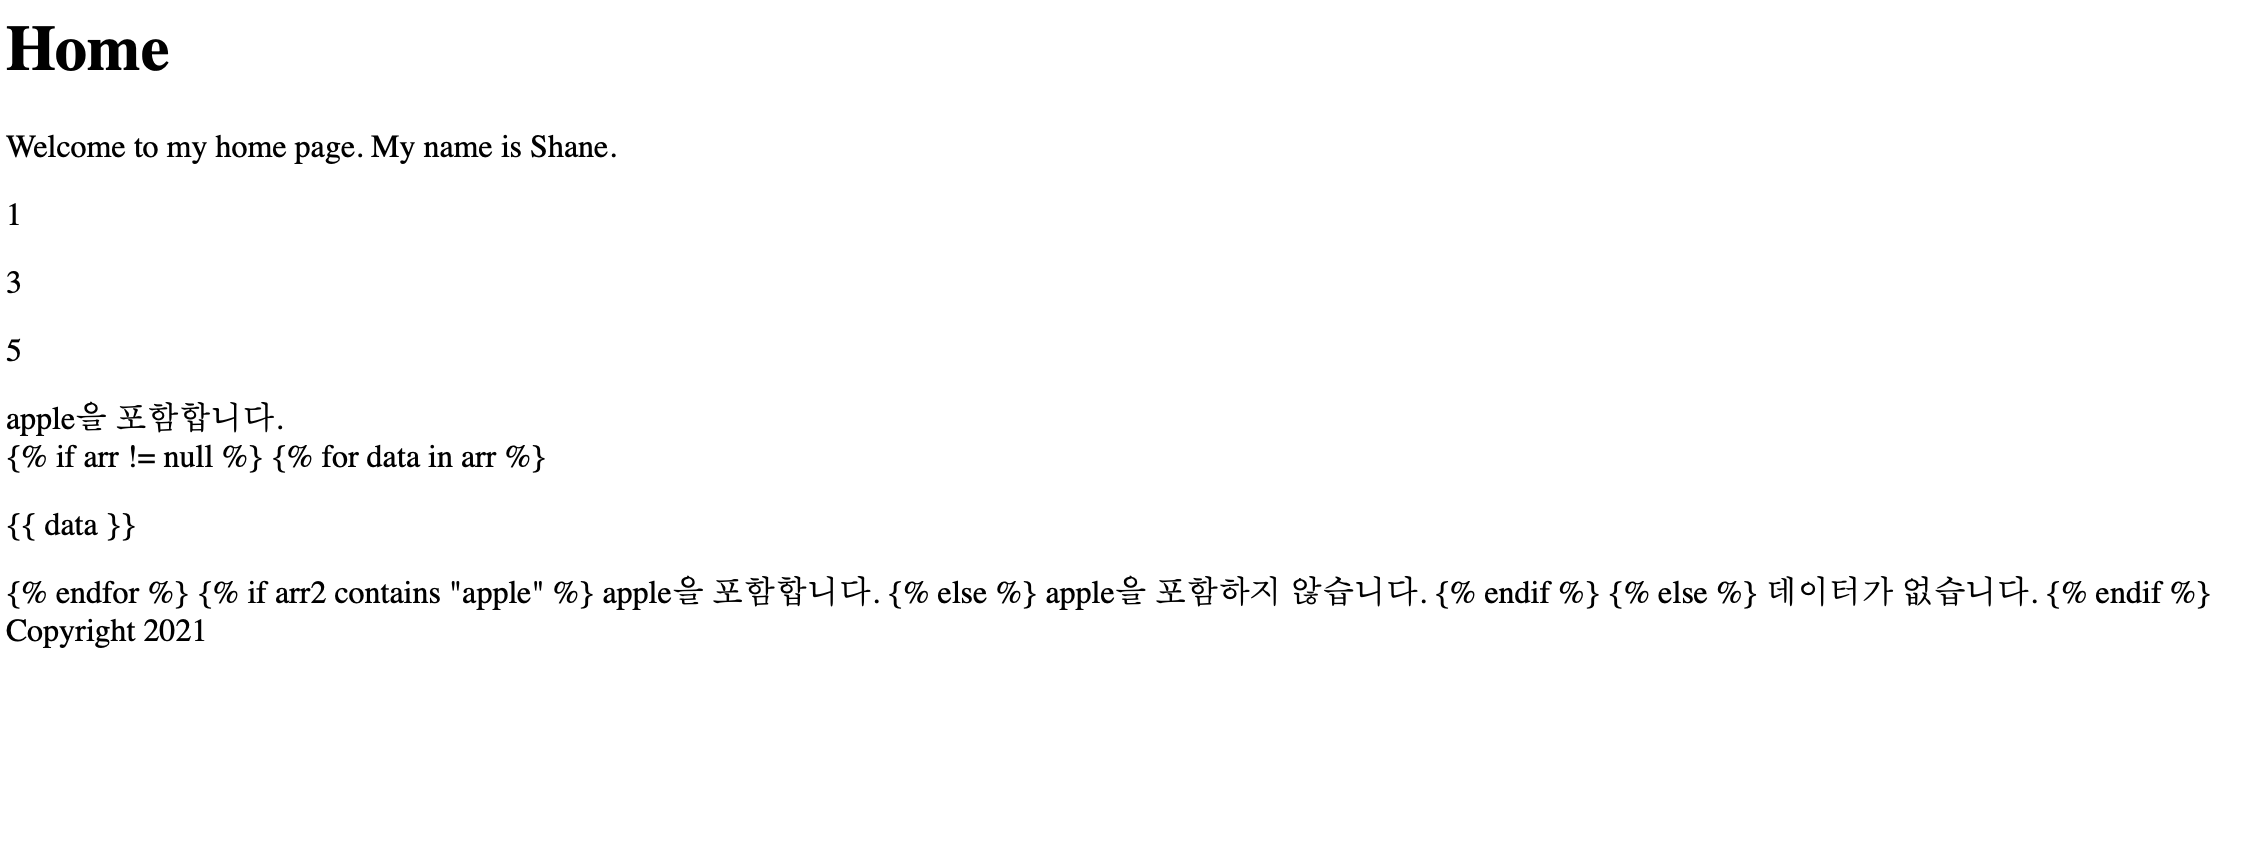 Home
Welcome to my home page. My name is Shane.
1
3
5
apple을 포함합니다.
{% if arr != null %} {% for data in arr %}
{{ data }}
{% endfor %} {% if arr2 contains "apple" %} apple을 포함합니다. {% else %} apple을 포함하지 않습니다. {% endif %} {% else %} 데이터가 없습니다. {% endif %}
Copyright 2021